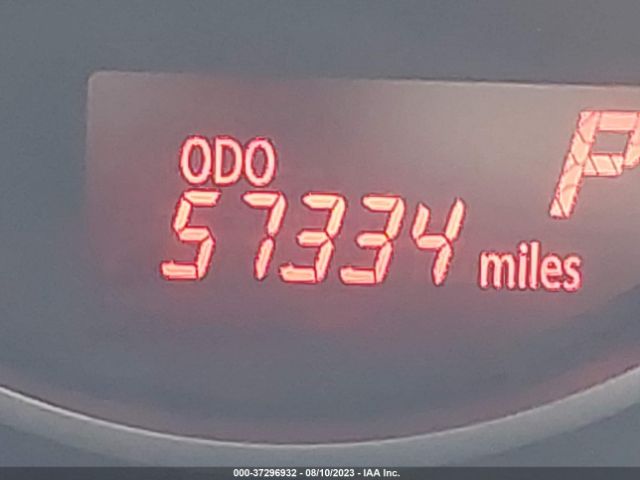 ODO
P
57334 miles
000-37296932 - 08/10/2023 - IAA Inc.